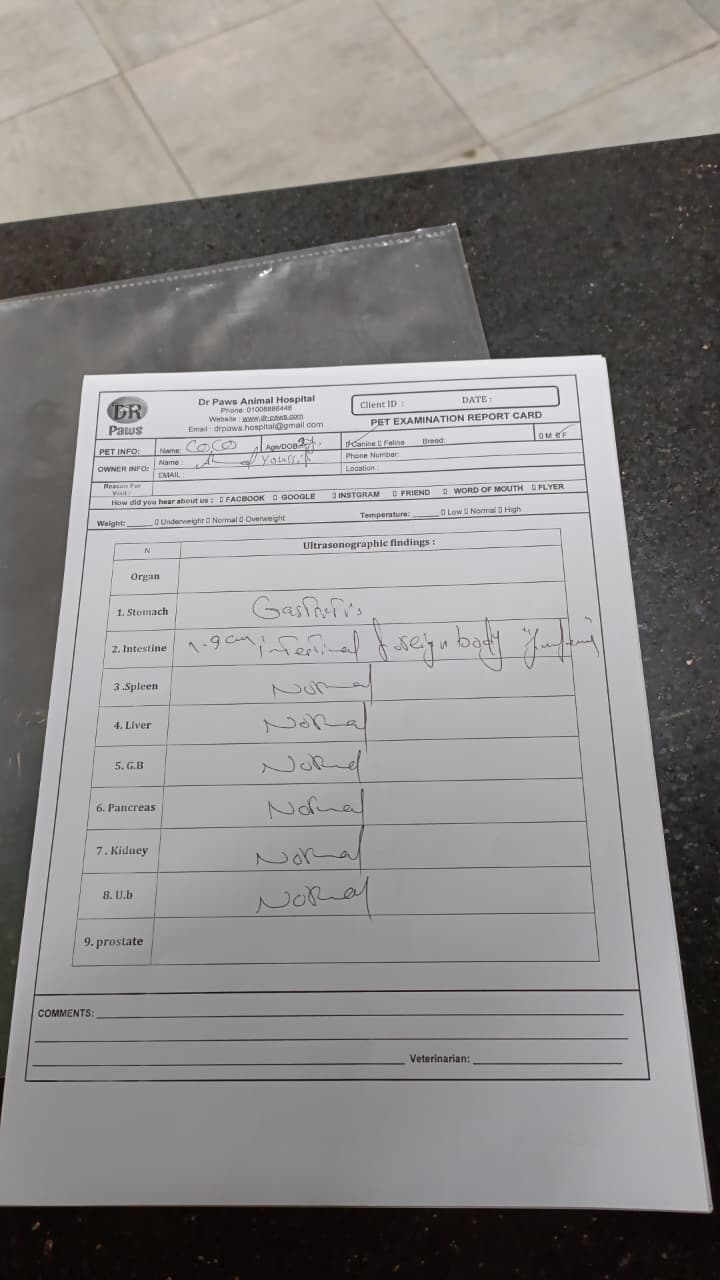 DR
Paws
Dr Paws Animal Hospital
Phone: 01008886446
Website : www.dr-paws.com
Email : drpaws.hospital@gmail.com
Client ID : DATE :
PET EXAMINATION REPORT CARD
PET INFO: Name: COCO Age/DOB: 2y. Canine Feline Breed: M F
OWNER INFO: Name : Youssif Phone Number:
EMAIL : Location :
Reason For Visit :
How did you hear about us : FACBOOK GOOGLE INSTGRAM FRIEND WORD OF MOUTH FLYER
Weight: Underweight Normal Overweight Temperature: Low Normal High
N Ultrasonographic findings :
Organ
1. Stomach Gastritis
2. Intestine 1.9cm intestinal foreign body
3 .Spleen Normal
4. Liver Normal
5. G.B Normal
6. Pancreas Normal
7 . Kidney Normal
8. U.b Normal
9. prostate
COMMENTS:
Veterinarian: